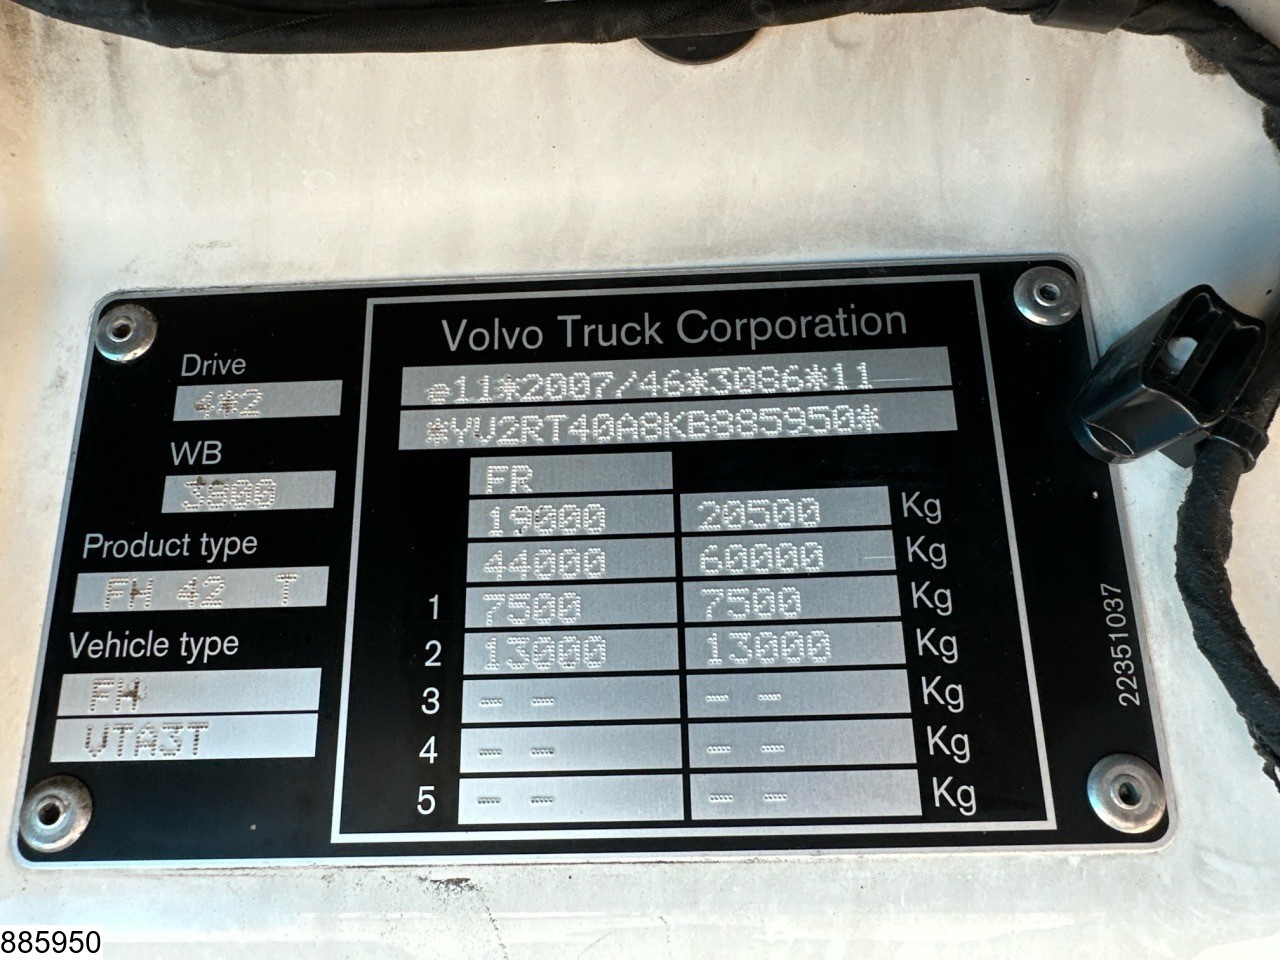 Volvo Truck Corporation
Drive
e11*2007/46*3086*11
4*2
*YV2RT40A8KB885950*
WB
FR
3800
19000 20500 Kg
Product type
44000 60000 Kg
FH 42 T
1 7500 7500 Kg
Vehicle type
2 13000 13000 Kg
FH
3 -- -- Kg
VTA3T
4 -- -- Kg
5 -- -- Kg
22351037
885950